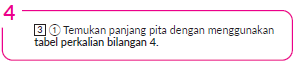 4
3 ① Temukan panjang pita dengan menggunakan
tabel perkalian bilangan 4.